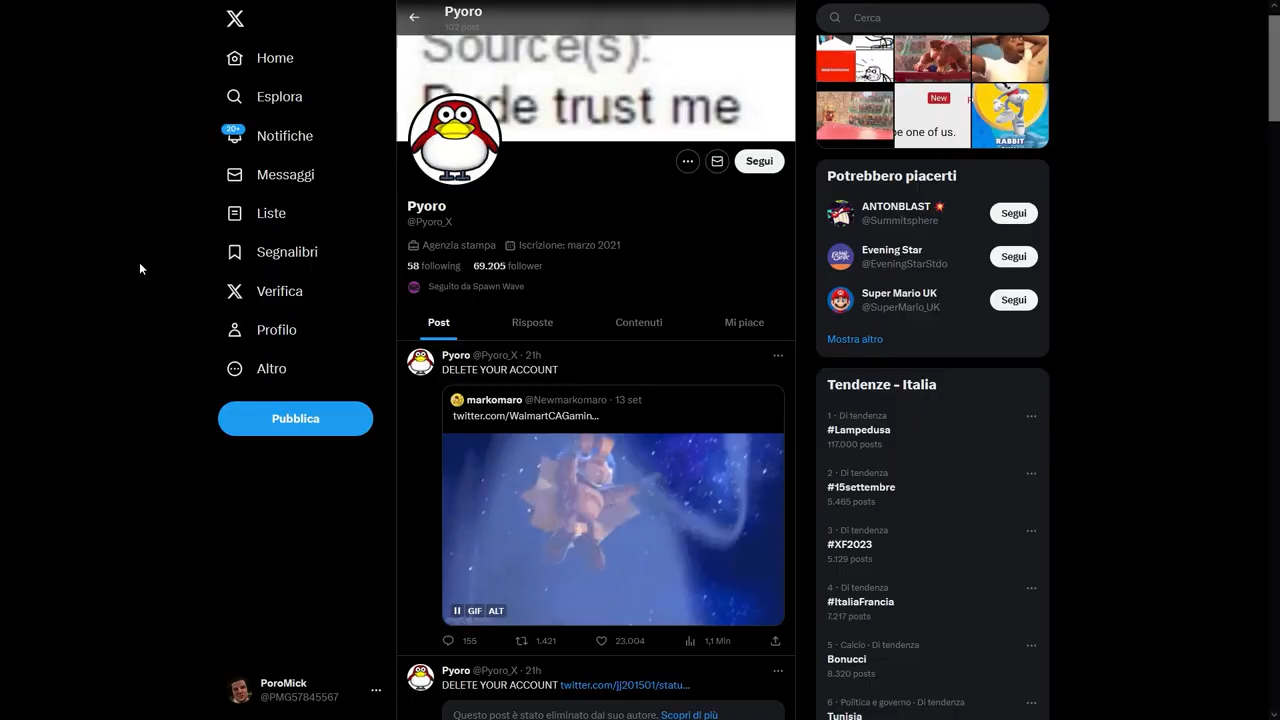 Home
Esplora
20+
Notifiche
Messaggi
Liste
Segnalibri
Verifica
Profilo
Altro
Pubblica
PoroMick
@PMG57845567
Pyoro
102 post
Source(s):
Dude trust me
Segui
Pyoro
@Pyoro_X
Agenzia stampa Iscrizione: marzo 2021
58 following 69.205 follower
Seguito da Spawn Wave
Post Risposte Contenuti Mi piace
Pyoro @Pyoro_X · 21h
DELETE YOUR ACCOUNT
markomaro @Newmarkomaro · 13 set
twitter.com/WalmartCAGamin…
GIF ALT
155 1.421 23.004 1,1 Mln
Pyoro @Pyoro_X · 21h
DELETE YOUR ACCOUNT twitter.com/jj201501/statu…
Questo post è stato eliminato dal suo autore. Scopri di più
Cerca
New
be one of us.
RABBIT
Potrebbero piacerti
ANTONBLAST
@Summitsphere
Segui
Evening Star
@EveningStarStdo
Segui
Super Mario UK
@SuperMario_UK
Segui
Mostra altro
Tendenze – Italia
1 · Di tendenza
#Lampedusa
117.000 posts
2 · Di tendenza
#15settembre
5.465 posts
3 · Di tendenza
#XF2023
5.129 posts
4 · Di tendenza
#ItaliaFrancia
7.217 posts
5 · Calcio · Di tendenza
Bonucci
8.320 posts
6 · Politica e governo · Di tendenza
Tunisia